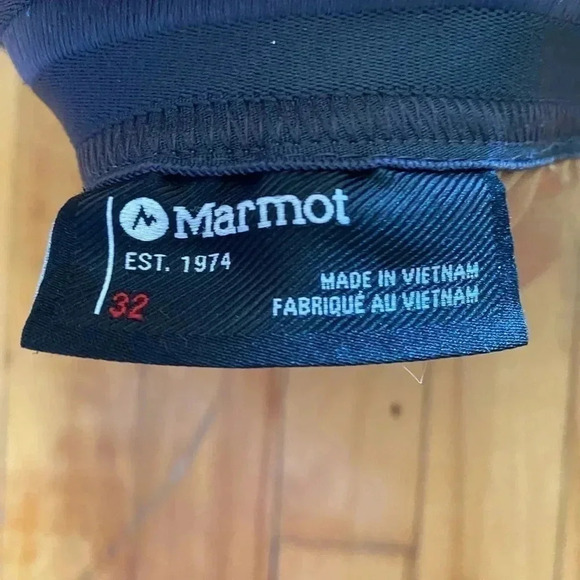 Marmot
EST. 1974
32
MADE IN VIETNAM
FABRIQUÉ AU VIETNAM